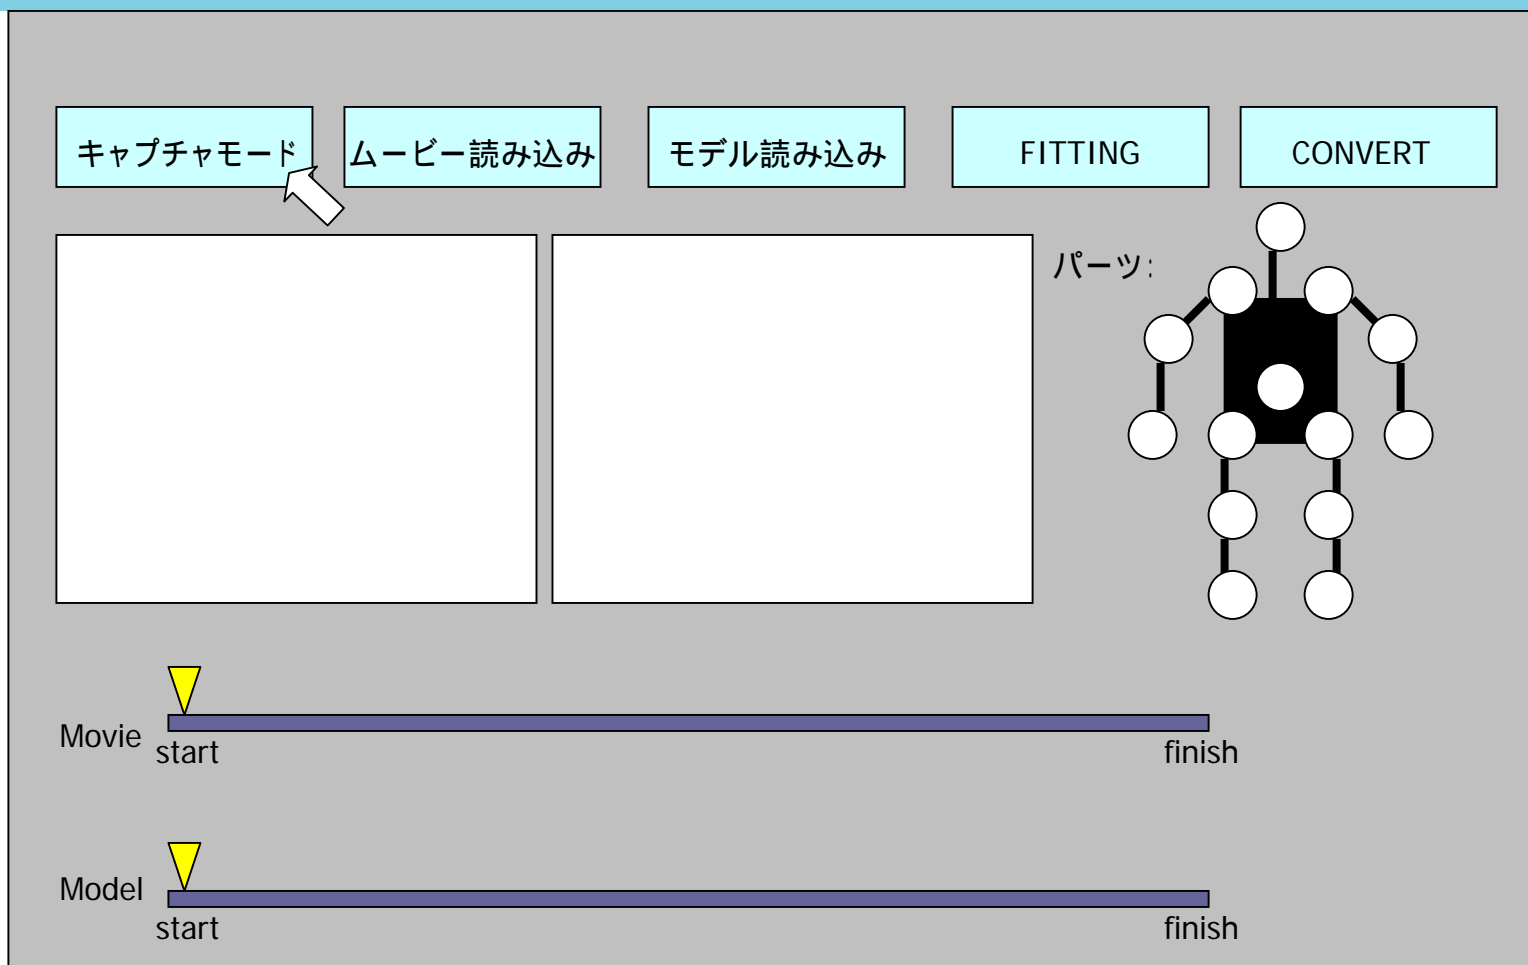 キャプチャモード
ムービー読み込み
モデル読み込み
FITTING
CONVERT
パーツ:
Movie
start
finish
Model
start
finish